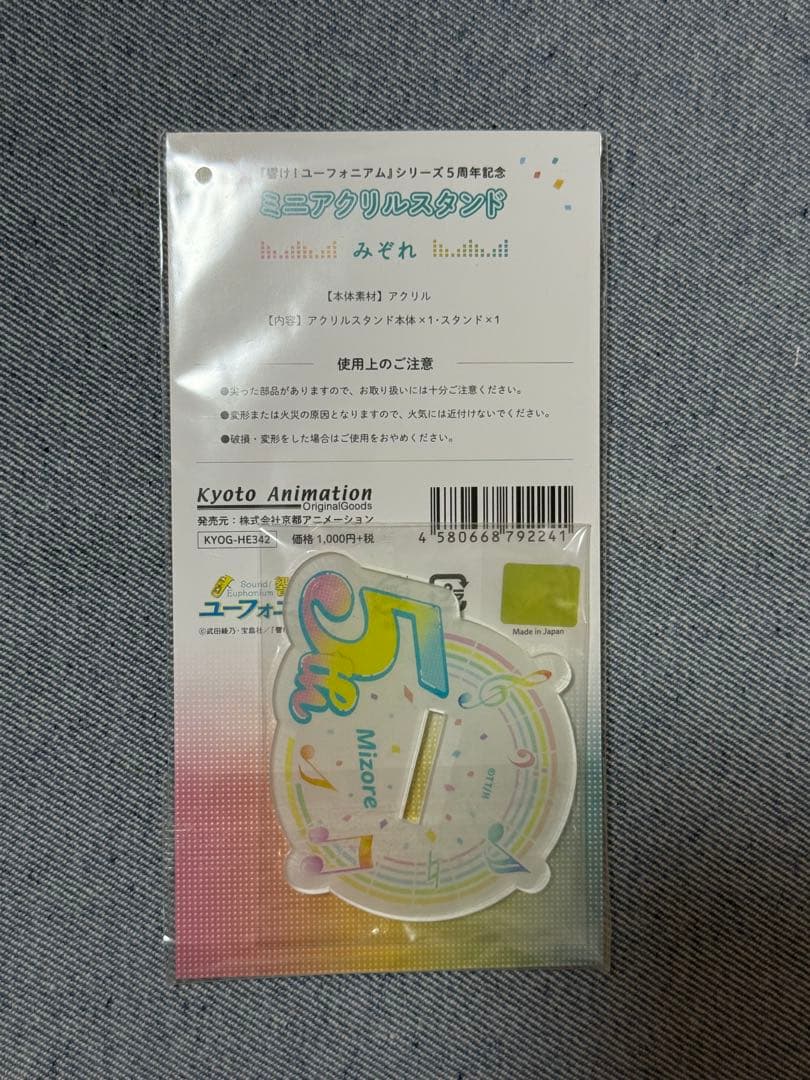 『響け！ユーフォニアム』シリーズ５周年記念
ミニアクリルスタンド
みぞれ
【本体素材】アクリル
【内容】アクリルスタンド本体×1・スタンド×1
使用上のご注意
●尖った部品がありますので、お取り扱いには十分ご注意ください。
●変形または火災の原因となりますので、火気には近付けないでください。
●破損・変形をした場合はご使用をおやめください。
Kyoto Animation
OriginalGoods
発売元：株式会社京都アニメーション
KYOG-HE342 価格 1,000円+税
4 580668 792241
Sound! 響
Euphonium
ユーフォニ
©武田綾乃・宝島社／『響け
Made in Japan
5th
Mizore
©TT/H